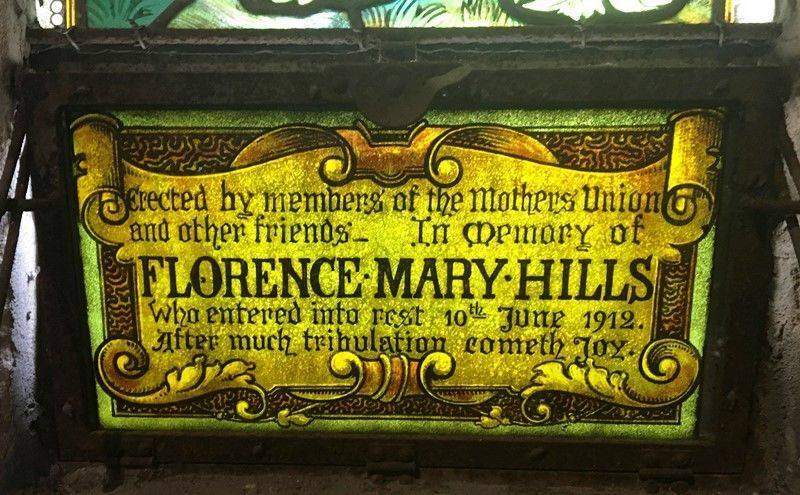 Erected by members of the Mothers Union
and other friends_ In Memory of
FLORENCE·MARY·HILLS
Who entered into rest 10th June 1912.
After much tribulation cometh Joy.